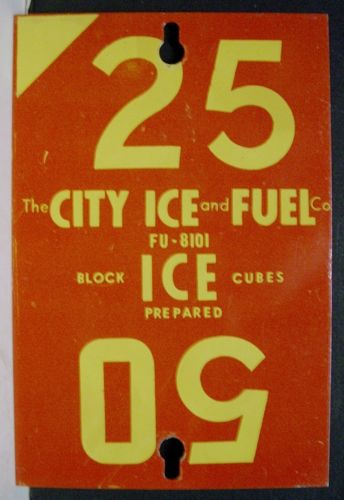 25
The CITY ICE and FUEL Co
FU-8101
BLOCK ICE CUBES
PREPARED
50